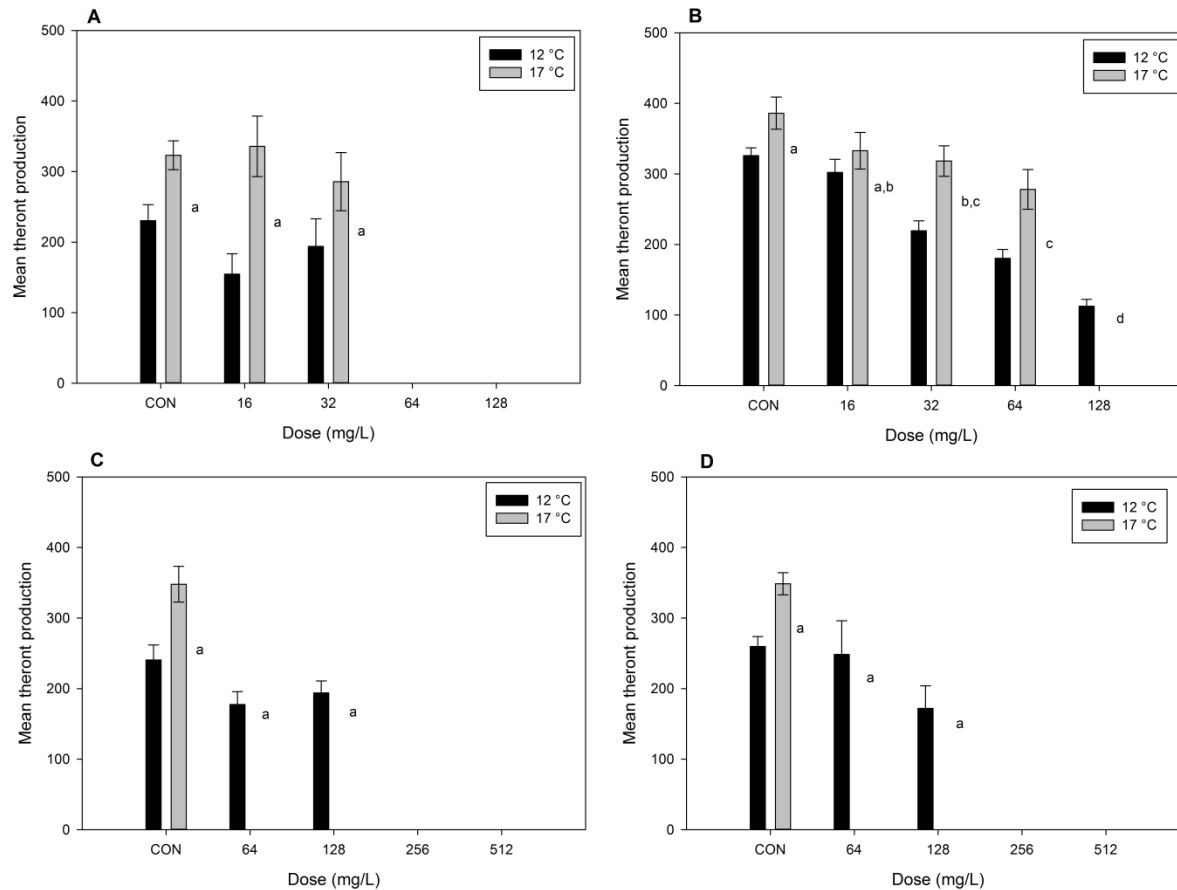 A
500
400
300
200
100
0
Mean theront production
12 °C
17 °C
a
a
a
CON 16 32 64 128
Dose (mg/L)
B
500
400
300
200
100
0
Mean theront production
12 °C
17 °C
a
a,b
b,c
c
d
CON 16 32 64 128
Dose (mg/L)
C
500
400
300
200
100
0
Mean theront production
12 °C
17 °C
a
a
a
CON 64 128 256 512
Dose (mg/L)
D
500
400
300
200
100
0
Mean theront production
12 °C
17 °C
a
a
a
CON 64 128 256 512
Dose (mg/L)